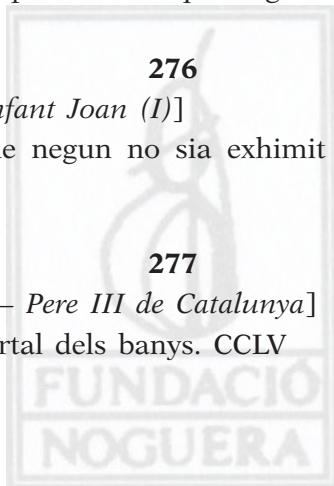 276
nfant Joan (I)]
e negun no sia exhimit
277
– Pere III de Catalunya]
rtal dels banys. CCLV
FUNDACIÓ
NOGUERA